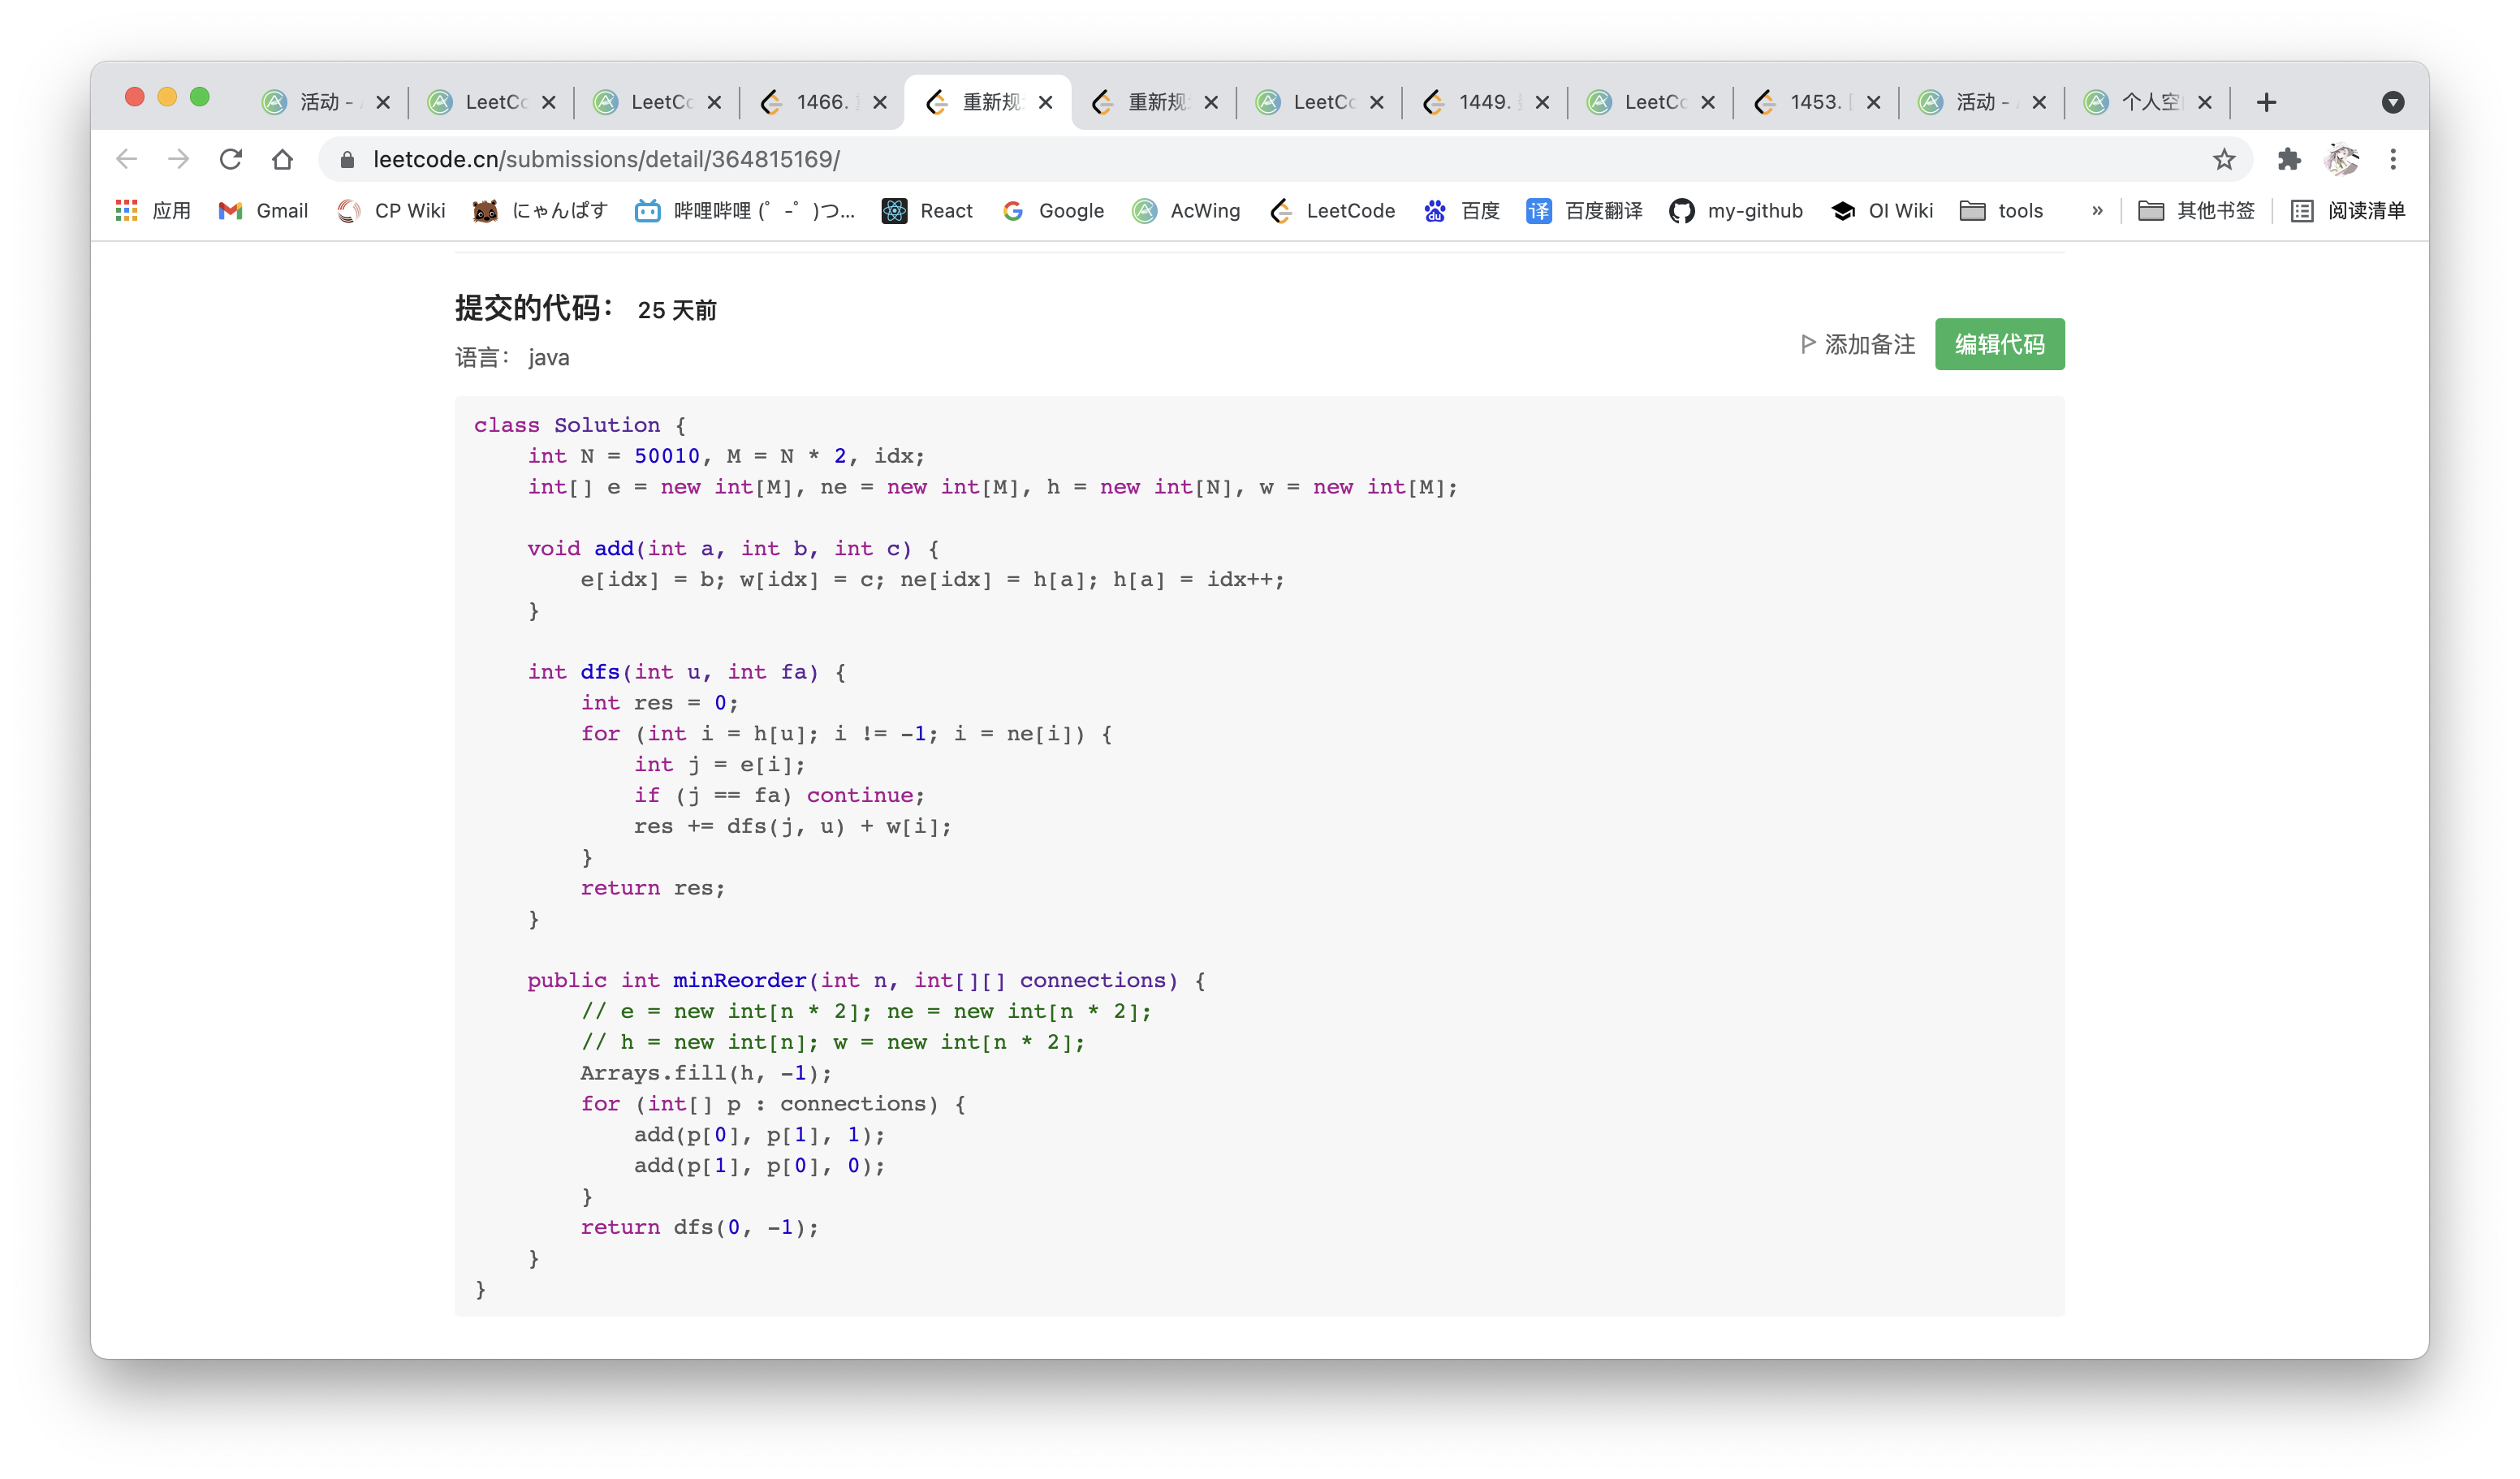 活动 -
LeetCo
LeetCo
1466.
重新规
重新规
LeetCo
1449.
LeetCo
1453.
活动 -
个人空
leetcode.cn/submissions/detail/364815169/
应用 Gmail CP Wiki にゃんぱす 哔哩哔哩 (゜-゜)つ... React Google AcWing LeetCode 百度 百度翻译 my-github OI Wiki tools » 其他书签 阅读清单
提交的代码： 25 天前
语言： java
添加备注 编辑代码
class Solution {
    int N = 50010, M = N * 2, idx;
    int[] e = new int[M], ne = new int[M], h = new int[N], w = new int[M];
    void add(int a, int b, int c) {
        e[idx] = b; w[idx] = c; ne[idx] = h[a]; h[a] = idx++;
    }
    int dfs(int u, int fa) {
        int res = 0;
        for (int i = h[u]; i != -1; i = ne[i]) {
            int j = e[i];
            if (j == fa) continue;
            res += dfs(j, u) + w[i];
        }
        return res;
    }
    public int minReorder(int n, int[][] connections) {
        // e = new int[n * 2]; ne = new int[n * 2];
        // h = new int[n]; w = new int[n * 2];
        Arrays.fill(h, -1);
        for (int[] p : connections) {
            add(p[0], p[1], 1);
            add(p[1], p[0], 0);
        }
        return dfs(0, -1);
    }
}